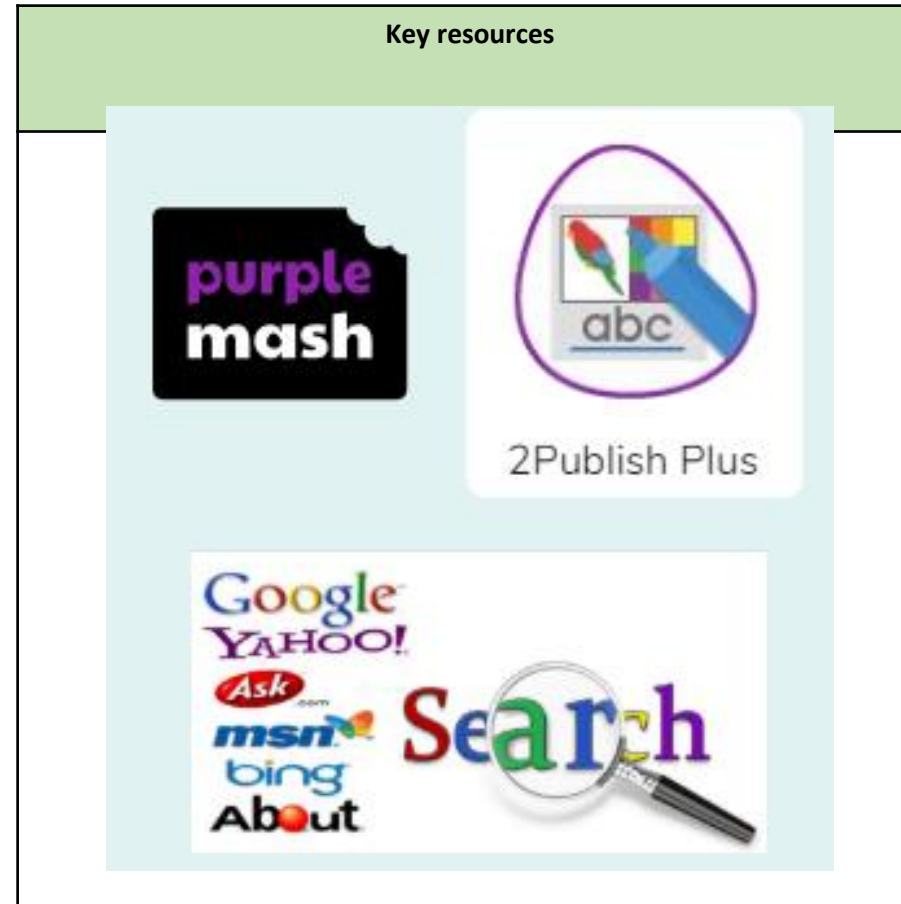 Key resources
purple
mash
abc
2Publish Plus
Google
YAHOO!
Ask.com
msn
bing
About
Search